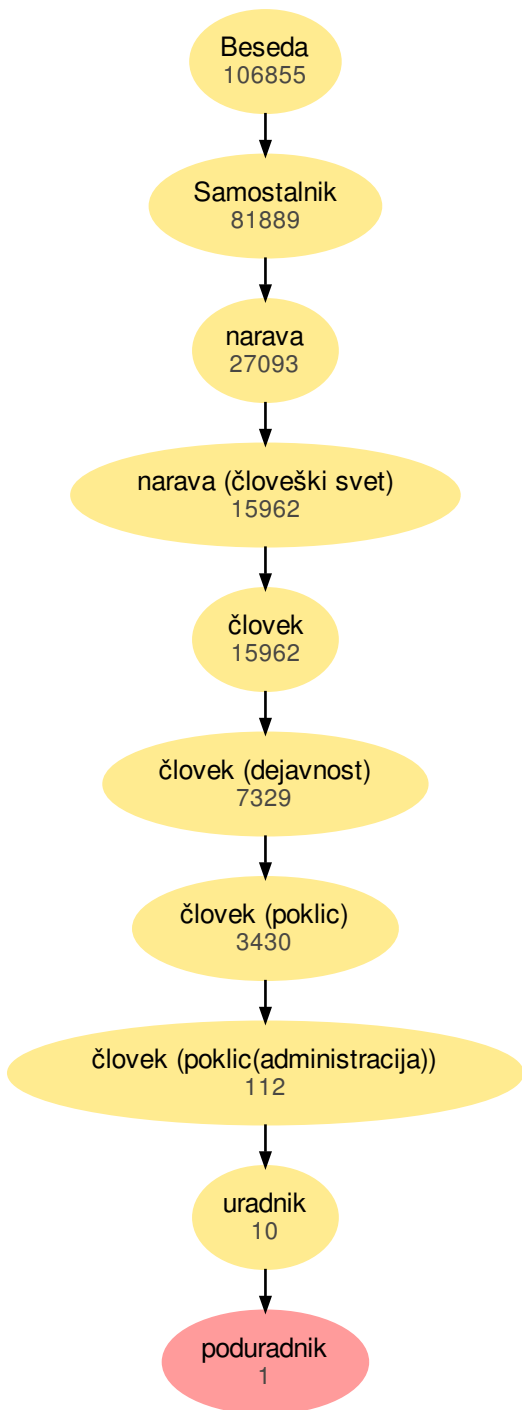 Beseda
106855
Samostalnik
81889
narava
27093
narava (človeški svet)
15962
človek
15962
človek (dejavnost)
7329
človek (poklic)
3430
človek (poklic(administracija))
112
uradnik
10
poduradnik
1